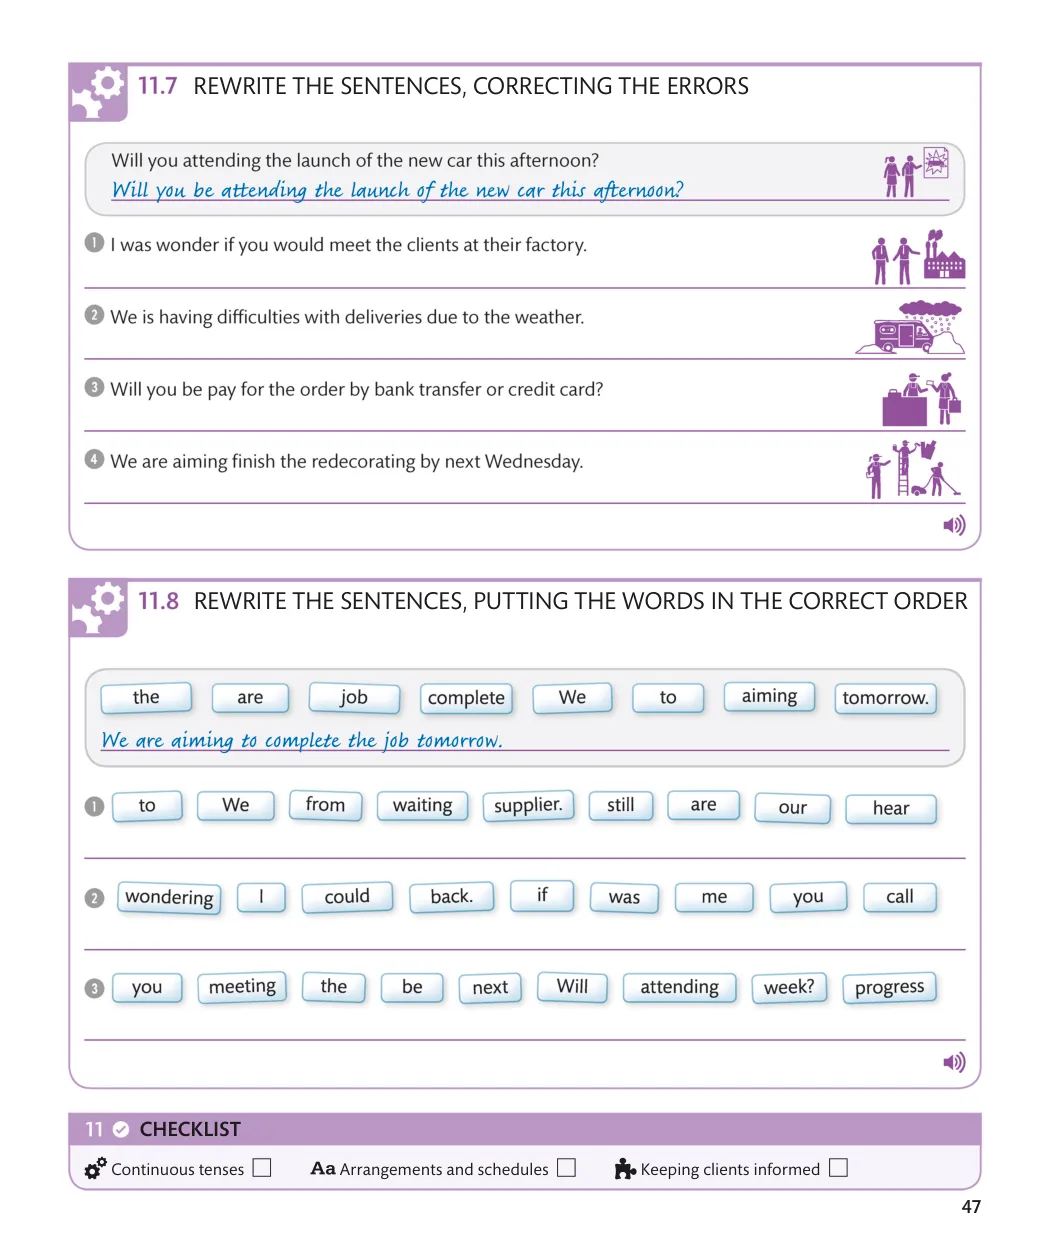 11.7 REWRITE THE SENTENCES, CORRECTING THE ERRORS
Will you attending the launch of the new car this afternoon?
Will you be attending the launch of the new car this afternoon?
1 I was wonder if you would meet the clients at their factory.
2 We is having difficulties with deliveries due to the weather.
3 Will you be pay for the order by bank transfer or credit card?
4 We are aiming finish the redecorating by next Wednesday.
11.8 REWRITE THE SENTENCES, PUTTING THE WORDS IN THE CORRECT ORDER
the are job complete We to aiming tomorrow.
We are aiming to complete the job tomorrow.
1 to We from waiting supplier. still are our hear
2 wondering I could back. if was me you call
3 you meeting the be next Will attending week? progress
11 CHECKLIST
Continuous tenses Aa Arrangements and schedules Keeping clients informed
47